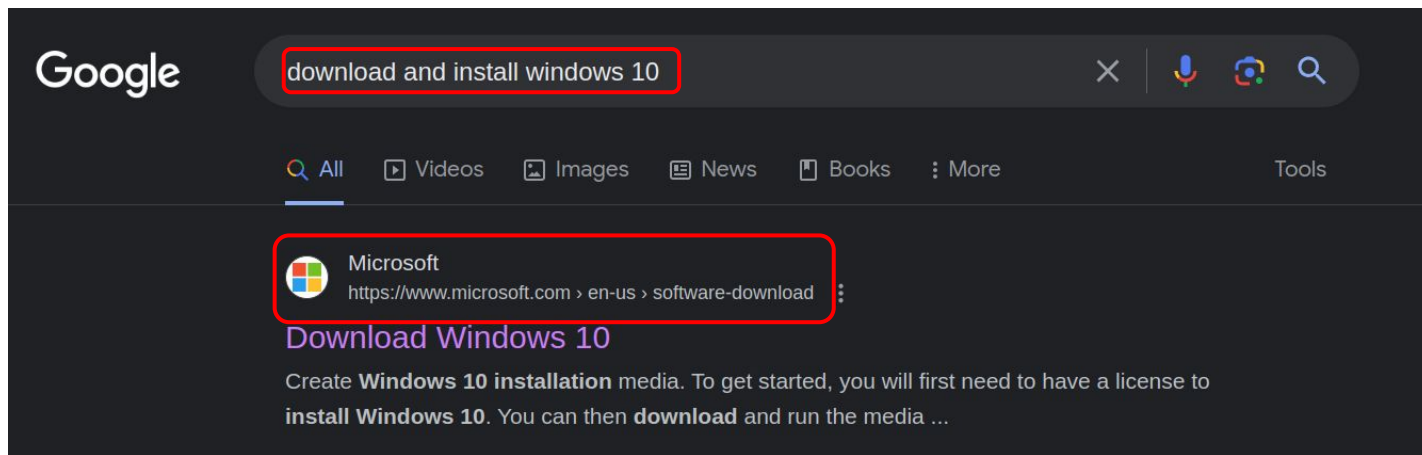 Google
download and install windows 10
All
Videos
Images
News
Books
More
Tools
Microsoft
https://www.microsoft.com › en-us › software-download
Download Windows 10
Create Windows 10 installation media. To get started, you will first need to have a license to
install Windows 10. You can then download and run the media ...